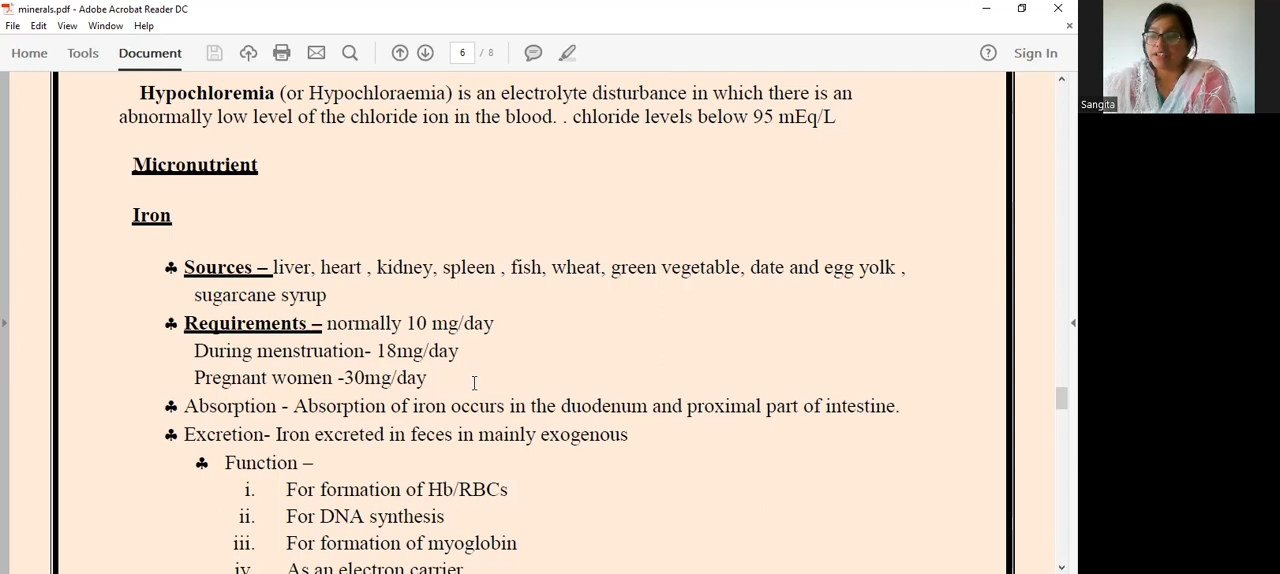 minerals.pdf - Adobe Acrobat Reader DC
File Edit View Window Help
Home Tools Document 6 / 8 Sign In
Sangita
Hypochloremia (or Hypochloraemia) is an electrolyte disturbance in which there is an
abnormally low level of the chloride ion in the blood. . chloride levels below 95 mEq/L
Micronutrient
Iron
♣ Sources – liver, heart , kidney, spleen , fish, wheat, green vegetable, date and egg yolk ,
sugarcane syrup
♣ Requirements – normally 10 mg/day
During menstruation- 18mg/day
Pregnant women -30mg/day
♣ Absorption - Absorption of iron occurs in the duodenum and proximal part of intestine.
♣ Excretion- Iron excreted in feces in mainly exogenous
♣ Function –
i. For formation of Hb/RBCs
ii. For DNA synthesis
iii. For formation of myoglobin
iv. As an electron carrier